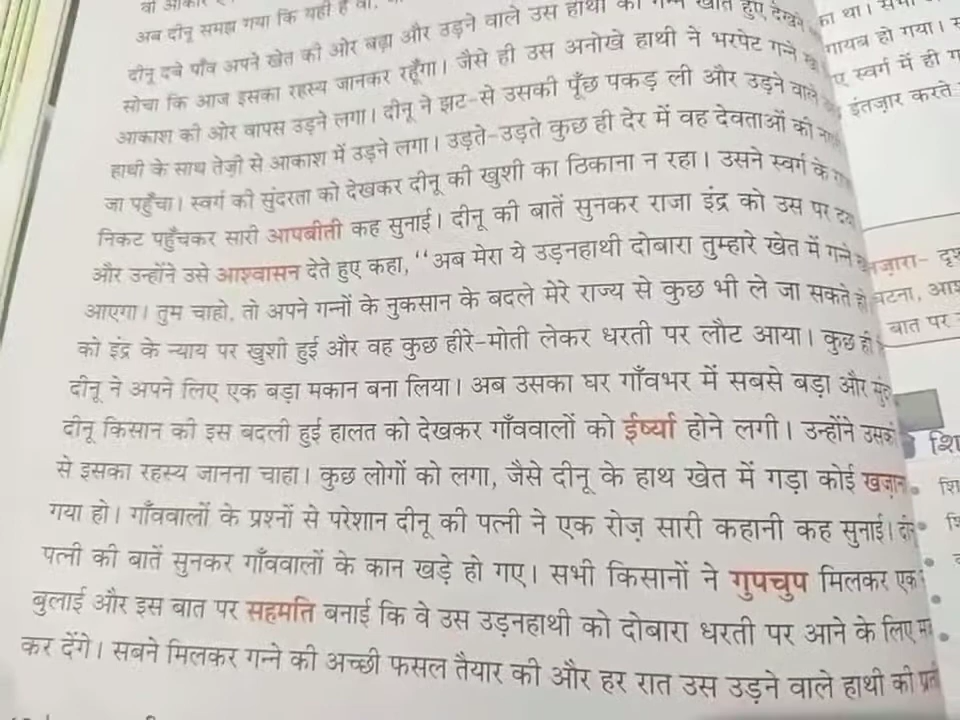 अब दीनू समझ गया कि यही है
दीनू दबे पाँव अपने खेत की ओर बढ़ा और उड़ने वाले उस हाथी को गन्ने खाते हुए देखने
सोचा कि आज इसका रहस्य जानकर रहूँगा। जैसे ही उस अनोखे हाथी ने भरपेट गन्ने
आकाश की ओर वापस उड़ने लगा। दीनू ने झट-से उसकी पूँछ पकड़ ली और उड़ने वाले
हाथी के साथ तेज़ी से आकाश में उड़ने लगा। उड़ते-उड़ते कुछ ही देर में वह देवताओं की
जा पहुँचा। स्वर्ग की सुंदरता को देखकर दीनू की खुशी का ठिकाना न रहा। उसने स्वर्ग के
निकट पहुँचकर सारी आपबीती कह सुनाई। दीनू की बातें सुनकर राजा इंद्र को उस पर
और उन्होंने उसे आश्वासन देते हुए कहा, "अब मेरा ये उड़नहाथी दोबारा तुम्हारे खेत में गन्ने
आएगा। तुम चाहो, तो अपने गन्नों के नुकसान के बदले मेरे राज्य से कुछ भी ले जा सकते हो
को इंद्र के न्याय पर खुशी हुई और वह कुछ हीरे-मोती लेकर धरती पर लौट आया। कुछ ही
दीनू ने अपने लिए एक बड़ा मकान बना लिया। अब उसका घर गाँवभर में सबसे बड़ा और
दीनू किसान की इस बदली हुई हालत को देखकर गाँववालों को ईर्ष्या होने लगी। उन्होंने
से इसका रहस्य जानना चाहा। कुछ लोगों को लगा, जैसे दीनू के हाथ खेत में गड़ा कोई
गया हो। गाँववालों के प्रश्नों से परेशान दीनू की पत्नी ने एक रोज़ सारी कहानी कह सुनाई।
पत्नी की बातें सुनकर गाँववालों के कान खड़े हो गए। सभी किसानों ने गुपचुप मिलकर एक
बुलाई और इस बात पर सहमति बनाई कि वे उस उड़नहाथी को दोबारा धरती पर आने के लिए
कर देंगे। सबने मिलकर गन्ने की अच्छी फसल तैयार की और हर रात उस उड़ने वाले हाथी की
का था।
गायब हो गया।
स्वर्ग में ही
इंतज़ार करते
घटना,
बात पर